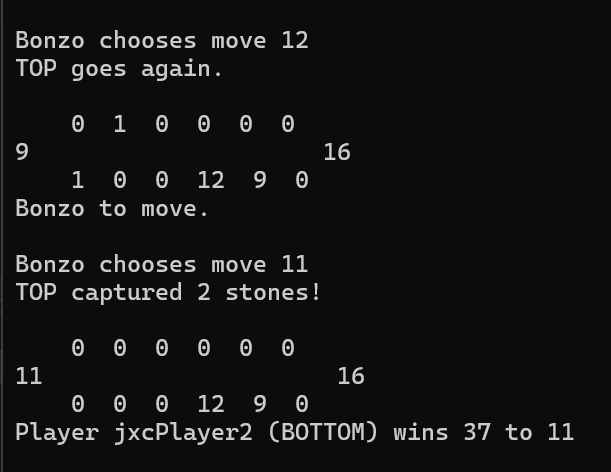 Bonzo chooses move 12
TOP goes again.
0 1 0 0 0 0
9 16
1 0 0 12 9 0
Bonzo to move.
Bonzo chooses move 11
TOP captured 2 stones!
0 0 0 0 0 0
11 16
0 0 0 12 9 0
Player jxcPlayer2 (BOTTOM) wins 37 to 11